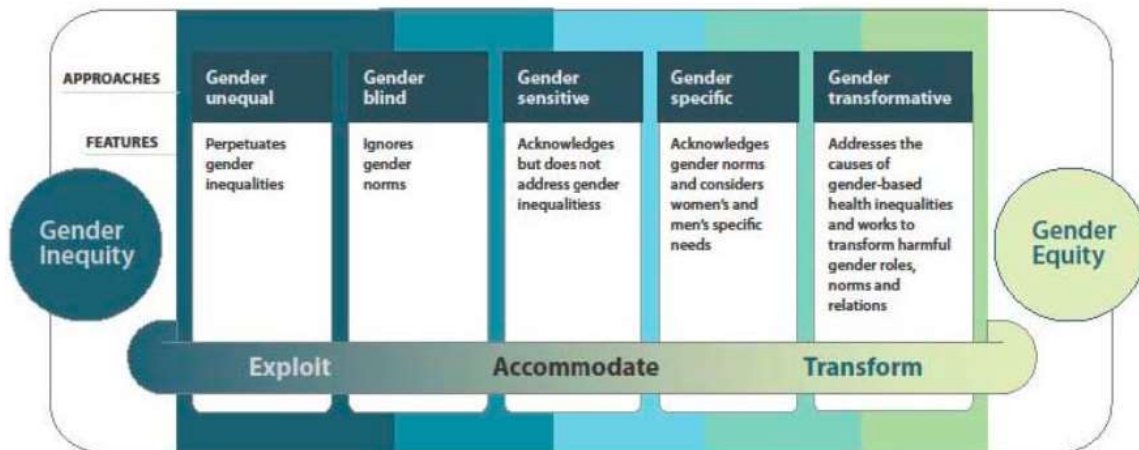 APPROACHES
Gender
unequal
Gender
blind
Gender
sensitive
Gender
specific
Gender
transformative
FEATURES
Perpetuates
gender
inequalities
Ignores
gender
norms
Acknowledges
but does not
address gender
inequalitiess
Acknowledges
gender norms
and considers
women's and
men's specific
needs
Addresses the
causes of
gender-based
health inequalities
and works to
transform harmful
gender roles,
norms and
relations
Gender
Inequity
Gender
Equity
Exploit
Accommodate
Transform